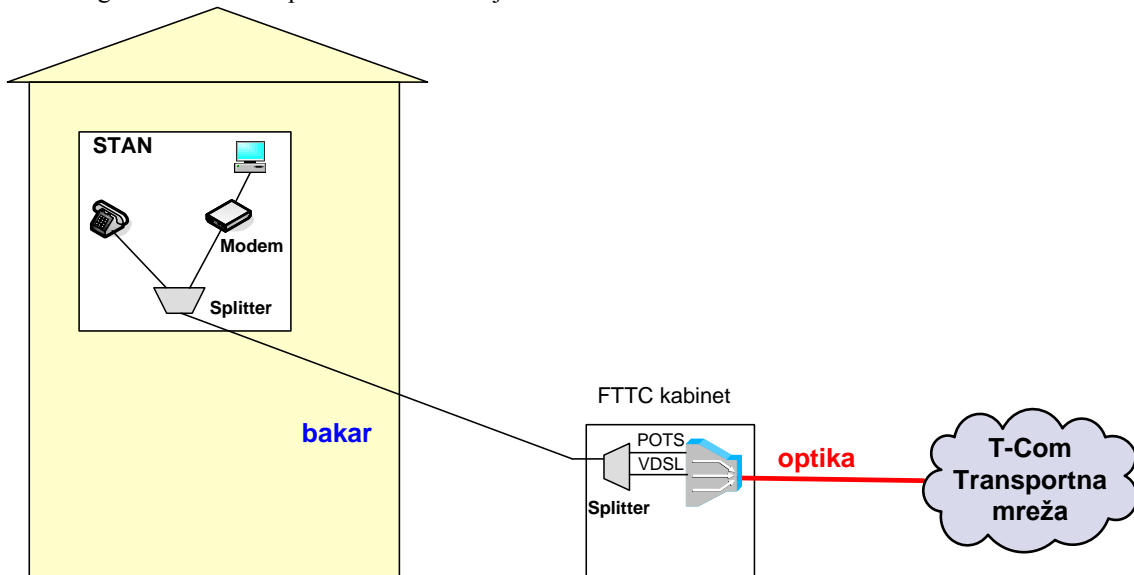 STAN
Modem
Splitter
bakar
FTTC kabinet
POTS
VDSL
Splitter
optika
T-Com
Transportna
mreža